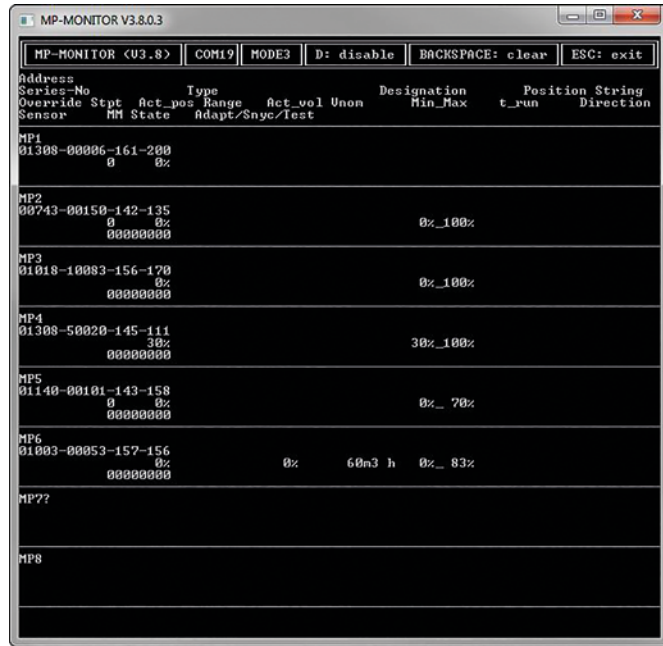 MP-MONITOR V3.8.0.3
MP-MONITOR (V3.8) COM19 MODE3 D: disable BACKSPACE: clear ESC: exit
Address
Series-No Type Designation Position String
Override Stpt Act_pos Range Act_vol Vnom Min_Max t_run Direction
Sensor MM State Adapt/Snyc/Test
MP1
01308-00006-161-200
0 0%
MP2
00743-00150-142-135
0 0% 0%_100%
00000000
MP3
01018-10083-156-170
0% 0%_100%
00000000
MP4
01308-50020-145-111
30% 30%_100%
00000000
MP5
01140-00101-143-158
0 0% 0%_ 70%
00000000
MP6
01003-00053-157-156
0% 0% 60m3 h 0%_ 83%
00000000
MP7?
MP8